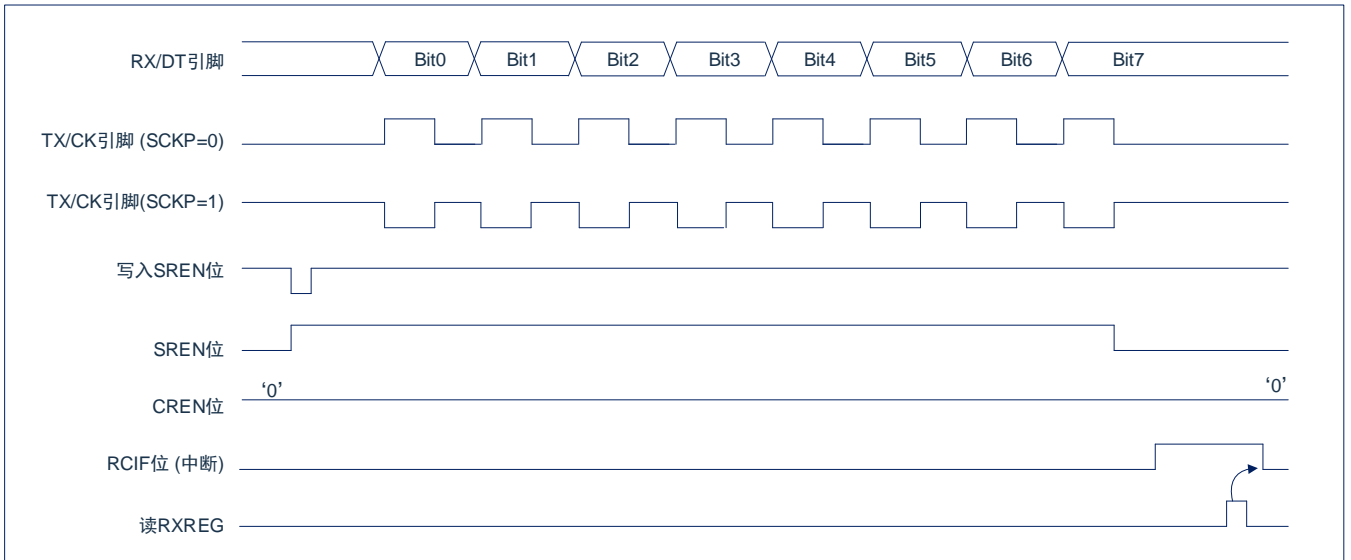 RX/DT引脚 Bit0 Bit1 Bit2 Bit3 Bit4 Bit5 Bit6 Bit7
TX/CK引脚 (SCKP=0)
TX/CK引脚(SCKP=1)
写入SREN位
SREN位
‘0’ ‘0’
CREN位
RCIF位 (中断)
读RXREG